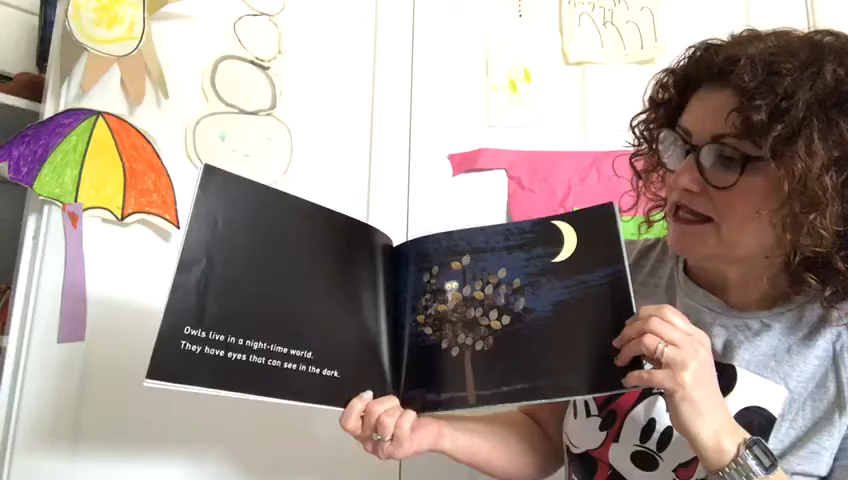 Owls live in a night-time world.
They have eyes that can see in the dark.